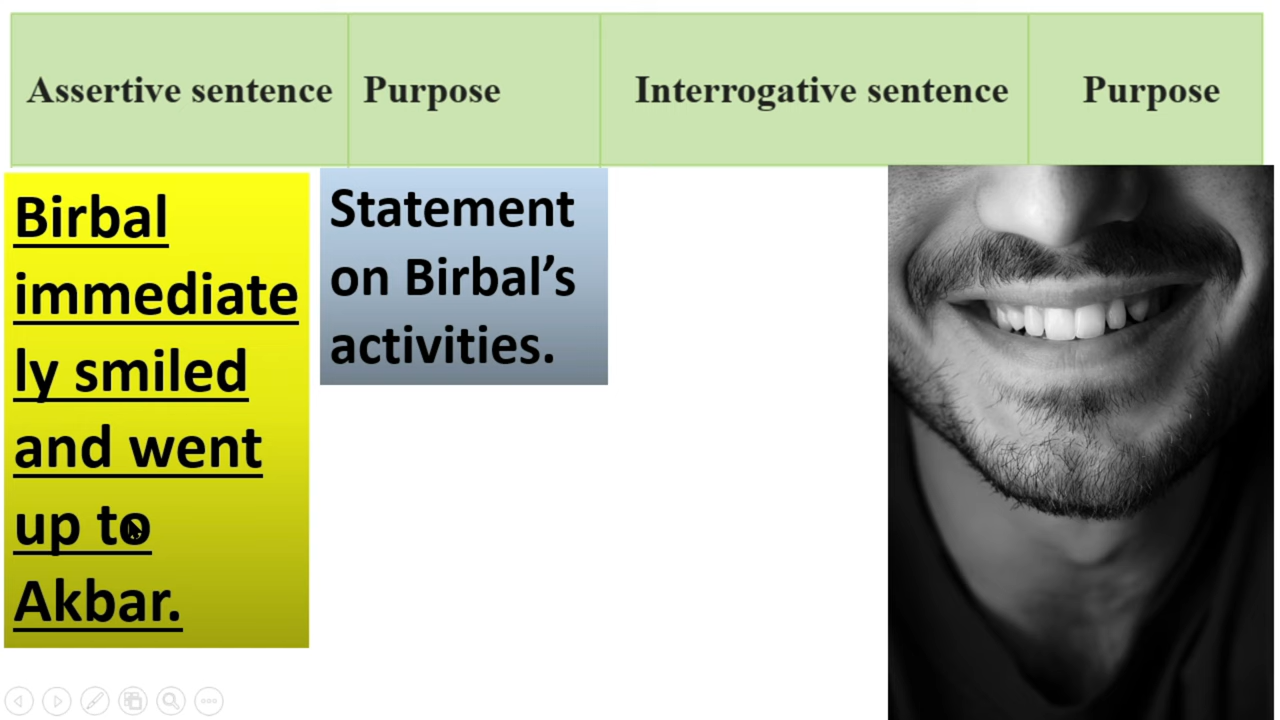 Assertive sentence Purpose Interrogative sentence Purpose
Birbal
immediate
ly smiled
and went
up to
Akbar.
Statement
on Birbal’s
activities.